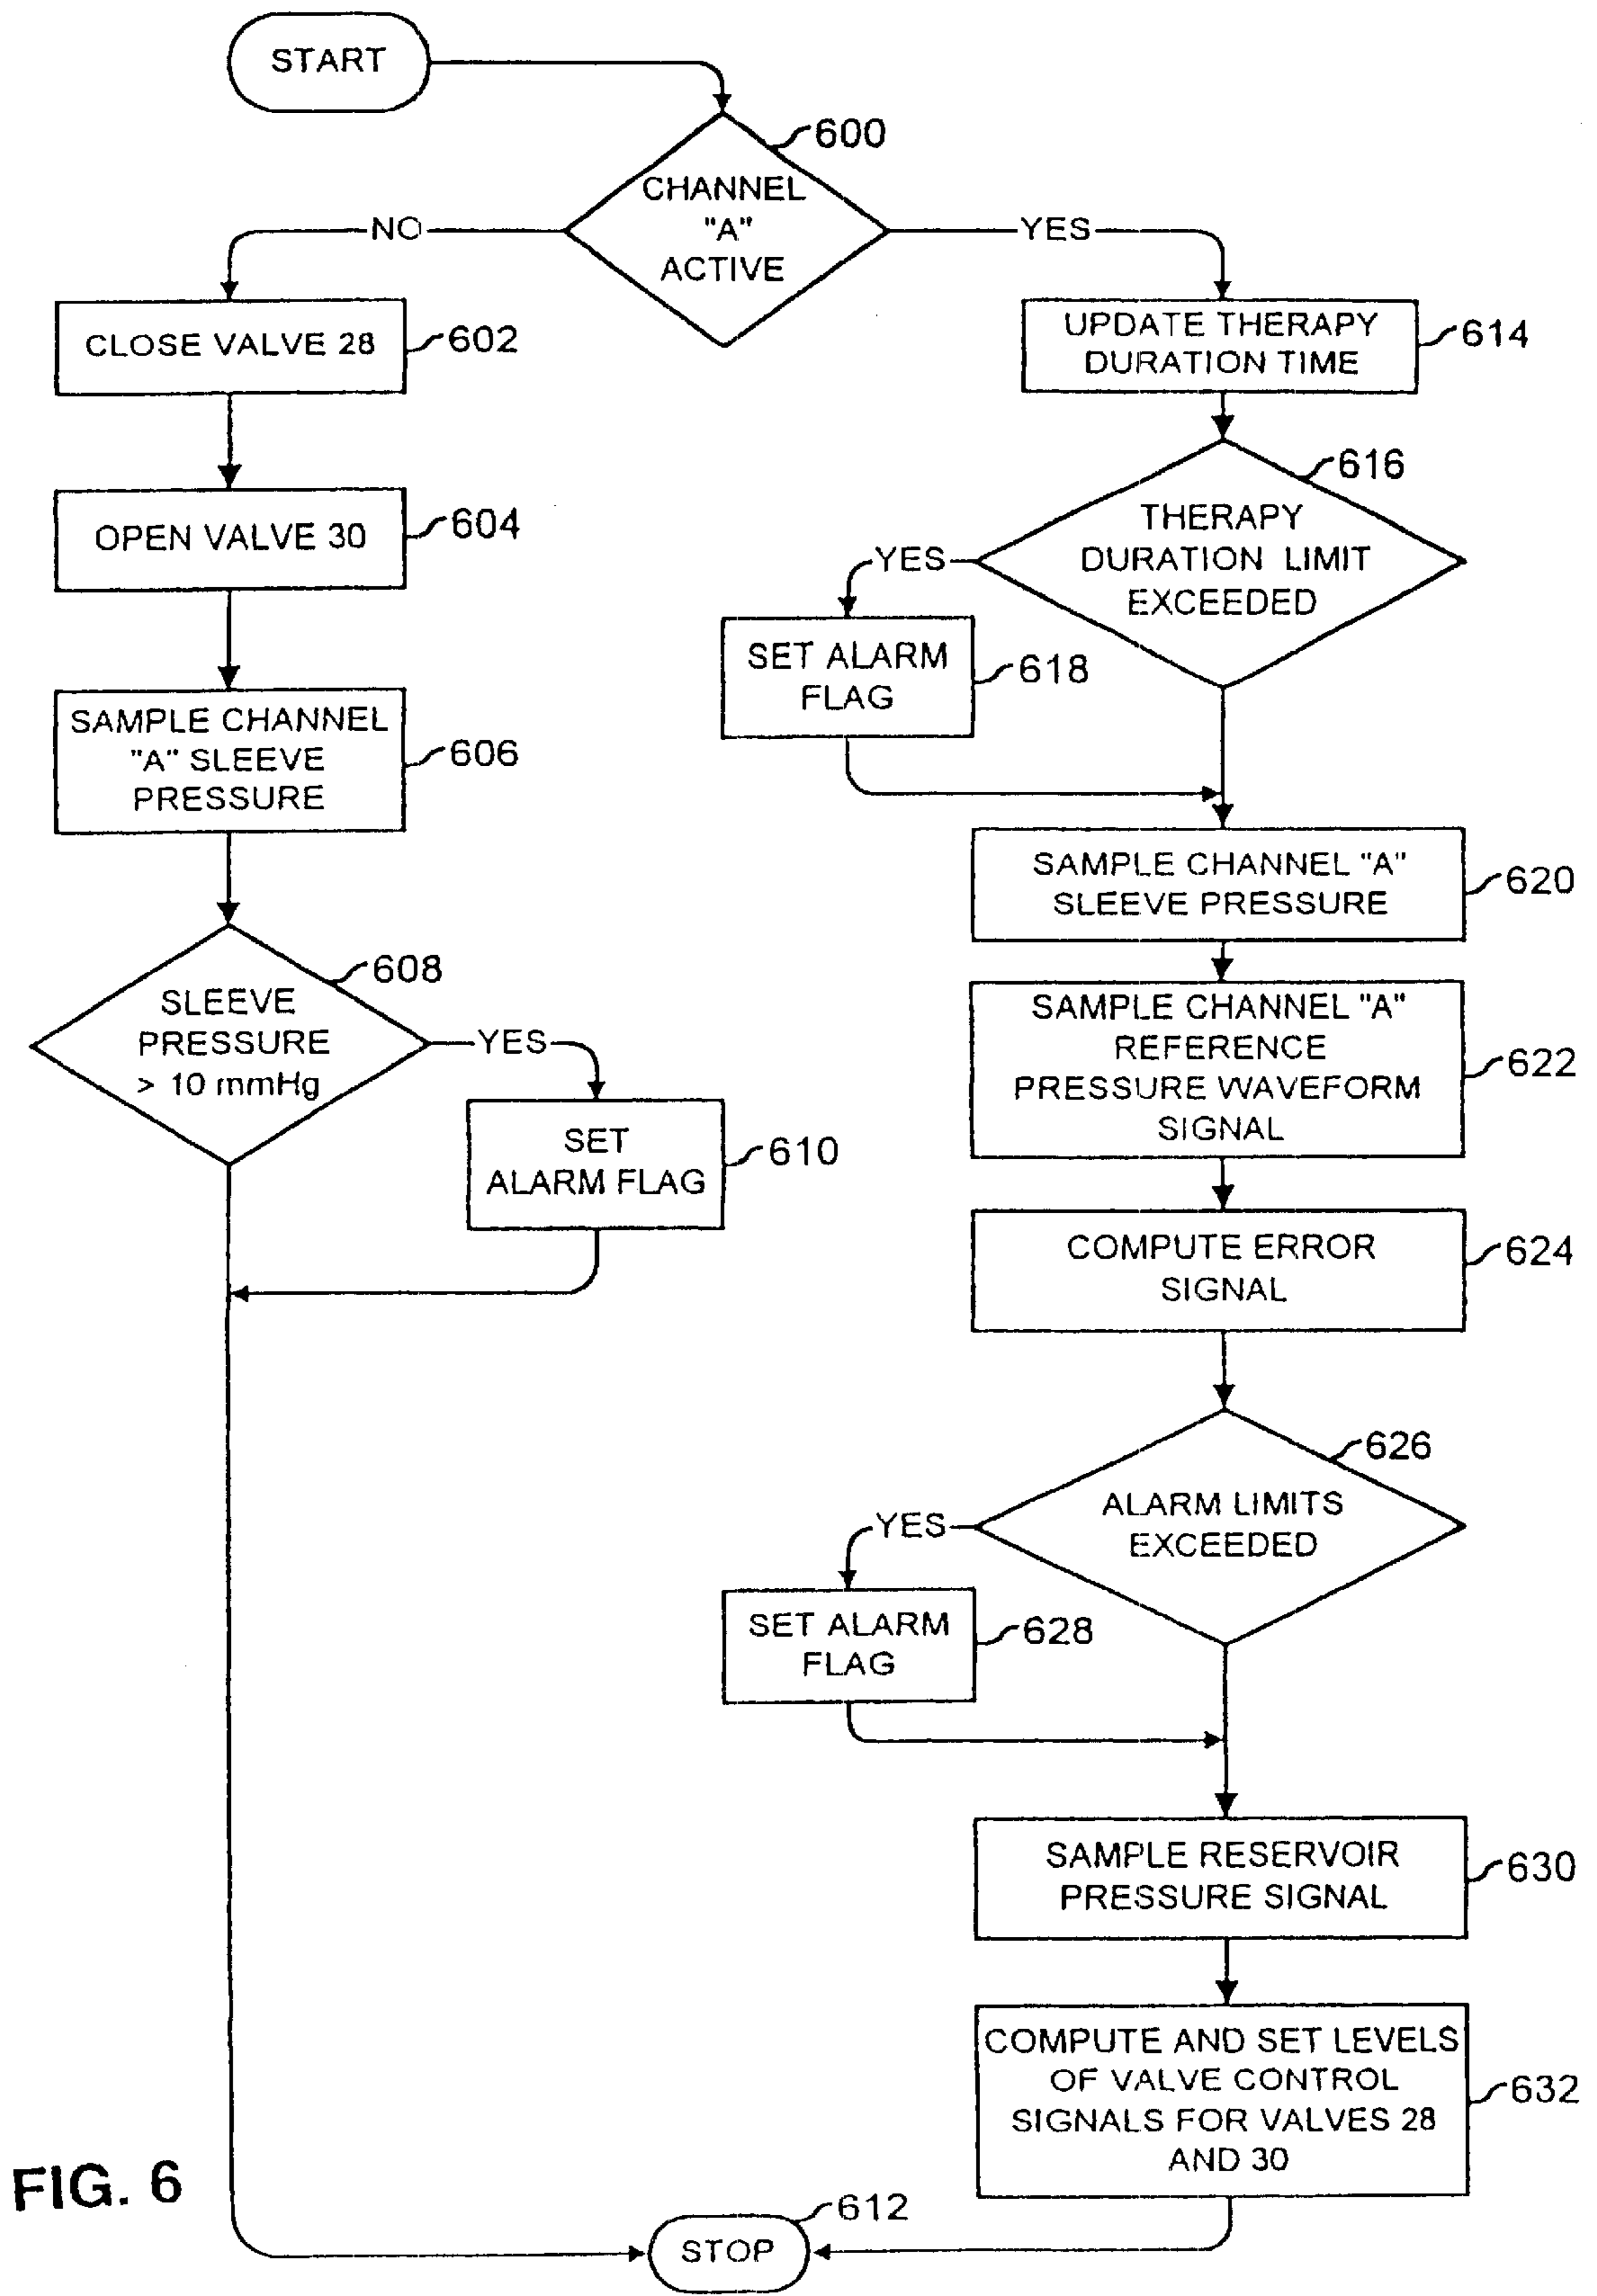 START
600
CHANNEL
"A"
ACTIVE
NO
YES
CLOSE VALVE 28
602
OPEN VALVE 30
604
SAMPLE CHANNEL
"A" SLEEVE
PRESSURE
606
SLEEVE
PRESSURE
> 10 mmHg
608
YES
SET
ALARM FLAG
610
UPDATE THERAPY
DURATION TIME
614
616
THERAPY
DURATION LIMIT
EXCEEDED
YES
SET ALARM
FLAG
618
SAMPLE CHANNEL "A"
SLEEVE PRESSURE
620
SAMPLE CHANNEL "A"
REFERENCE
PRESSURE WAVEFORM
SIGNAL
622
COMPUTE ERROR
SIGNAL
624
626
ALARM LIMITS
EXCEEDED
YES
SET ALARM
FLAG
628
SAMPLE RESERVOIR
PRESSURE SIGNAL
630
COMPUTE AND SET LEVELS
OF VALVE CONTROL
SIGNALS FOR VALVES 28
AND 30
632
612
STOP
FIG. 6